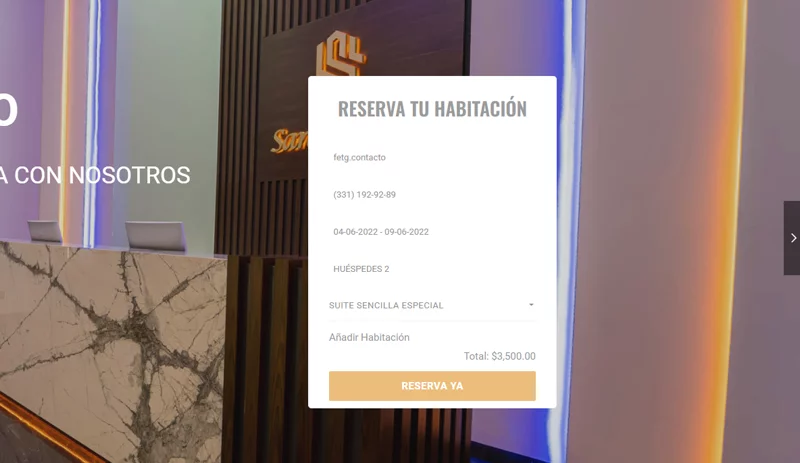 O
A CON NOSOTROS
San
RESERVA TU HABITACIÓN
fetg.contacto
(331) 192-92-89
04-06-2022 - 09-06-2022
HUÉSPEDES 2
SUITE SENCILLA ESPECIAL
Añadir Habitación
Total: $3,500.00
RESERVA YA